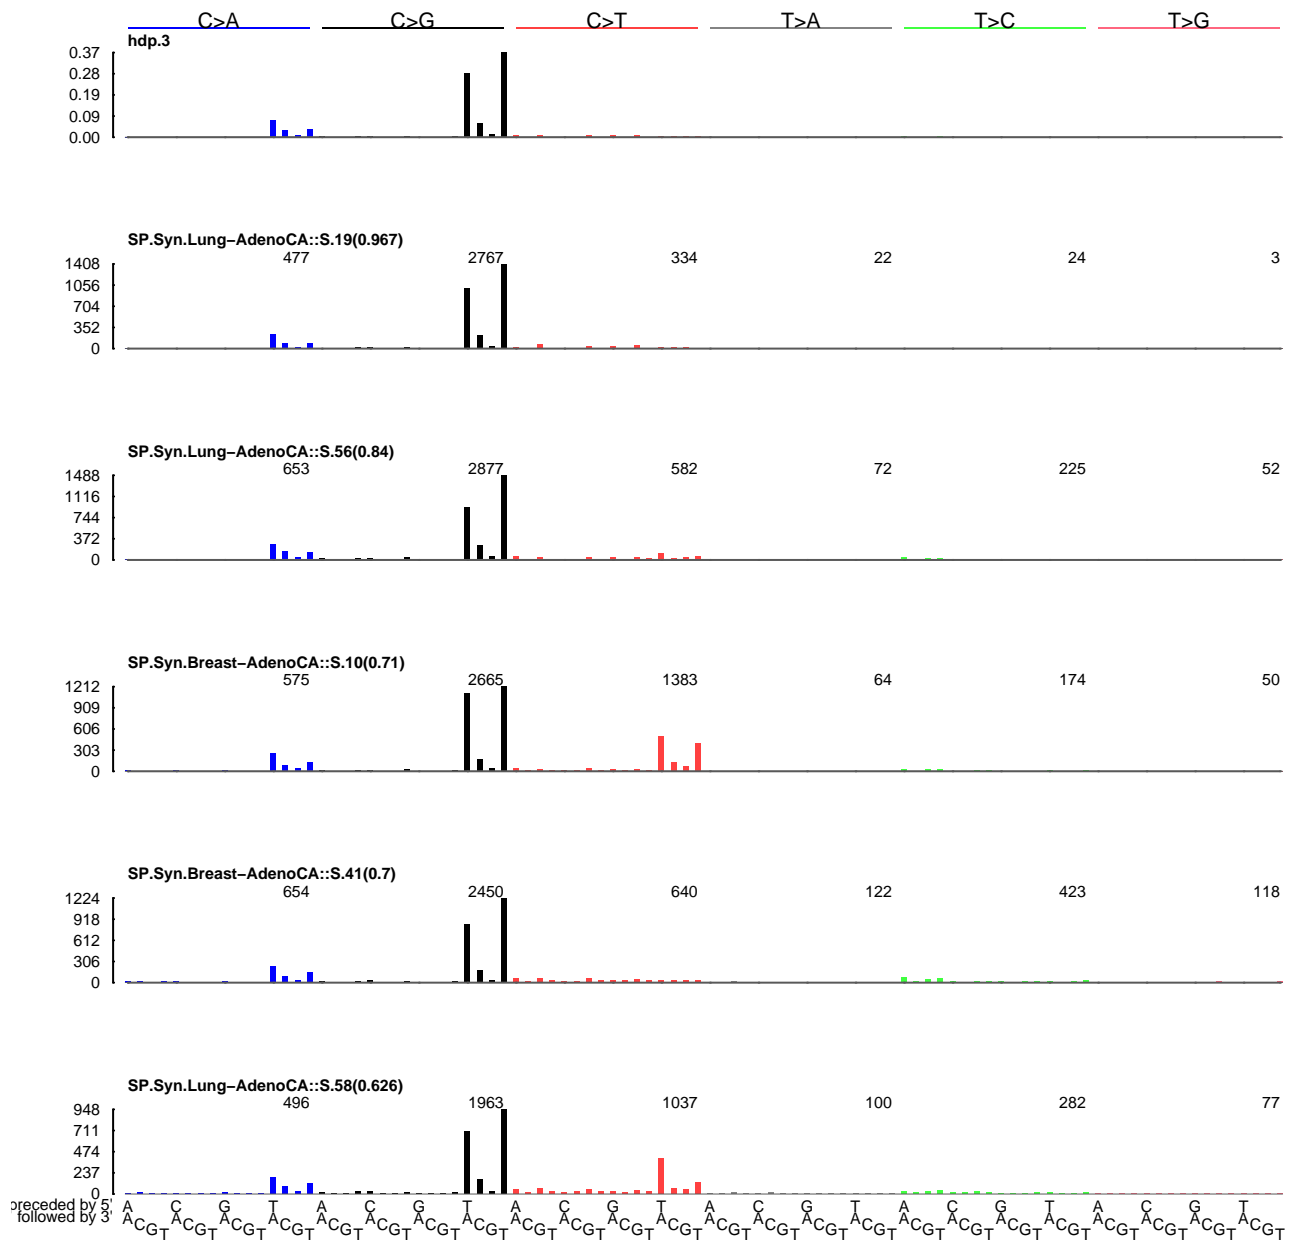 C>A C>G C>T T>A T>C T>G
hdp.3
0.37
0.28
0.19
0.09
0.00
SP.Syn.Lung−AdenoCA::S.19(0.967)
477 2767 334 22 24 3
1408
1056
704
352
0
SP.Syn.Lung−AdenoCA::S.56(0.84)
653 2877 582 72 225 52
1488
1116
744
372
0
SP.Syn.Breast−AdenoCA::S.10(0.71)
575 2665 1383 64 174 50
1212
909
606
303
0
SP.Syn.Breast−AdenoCA::S.41(0.7)
654 2450 640 122 423 118
1224
918
612
306
0
SP.Syn.Lung−AdenoCA::S.58(0.626)
496 1963 1037 100 282 77
948
711
474
237
0
preceded by 5' A C G T A C G T A C G T A C G T A C G T A C G T
followed by 3' A C G T A C G T A C G T A C G T A C G T A C G T A C G T A C G T A C G T A C G T A C G T A C G T A C G T A C G T A C G T A C G T A C G T A C G T A C G T A C G T A C G T A C G T A C G T A C G T